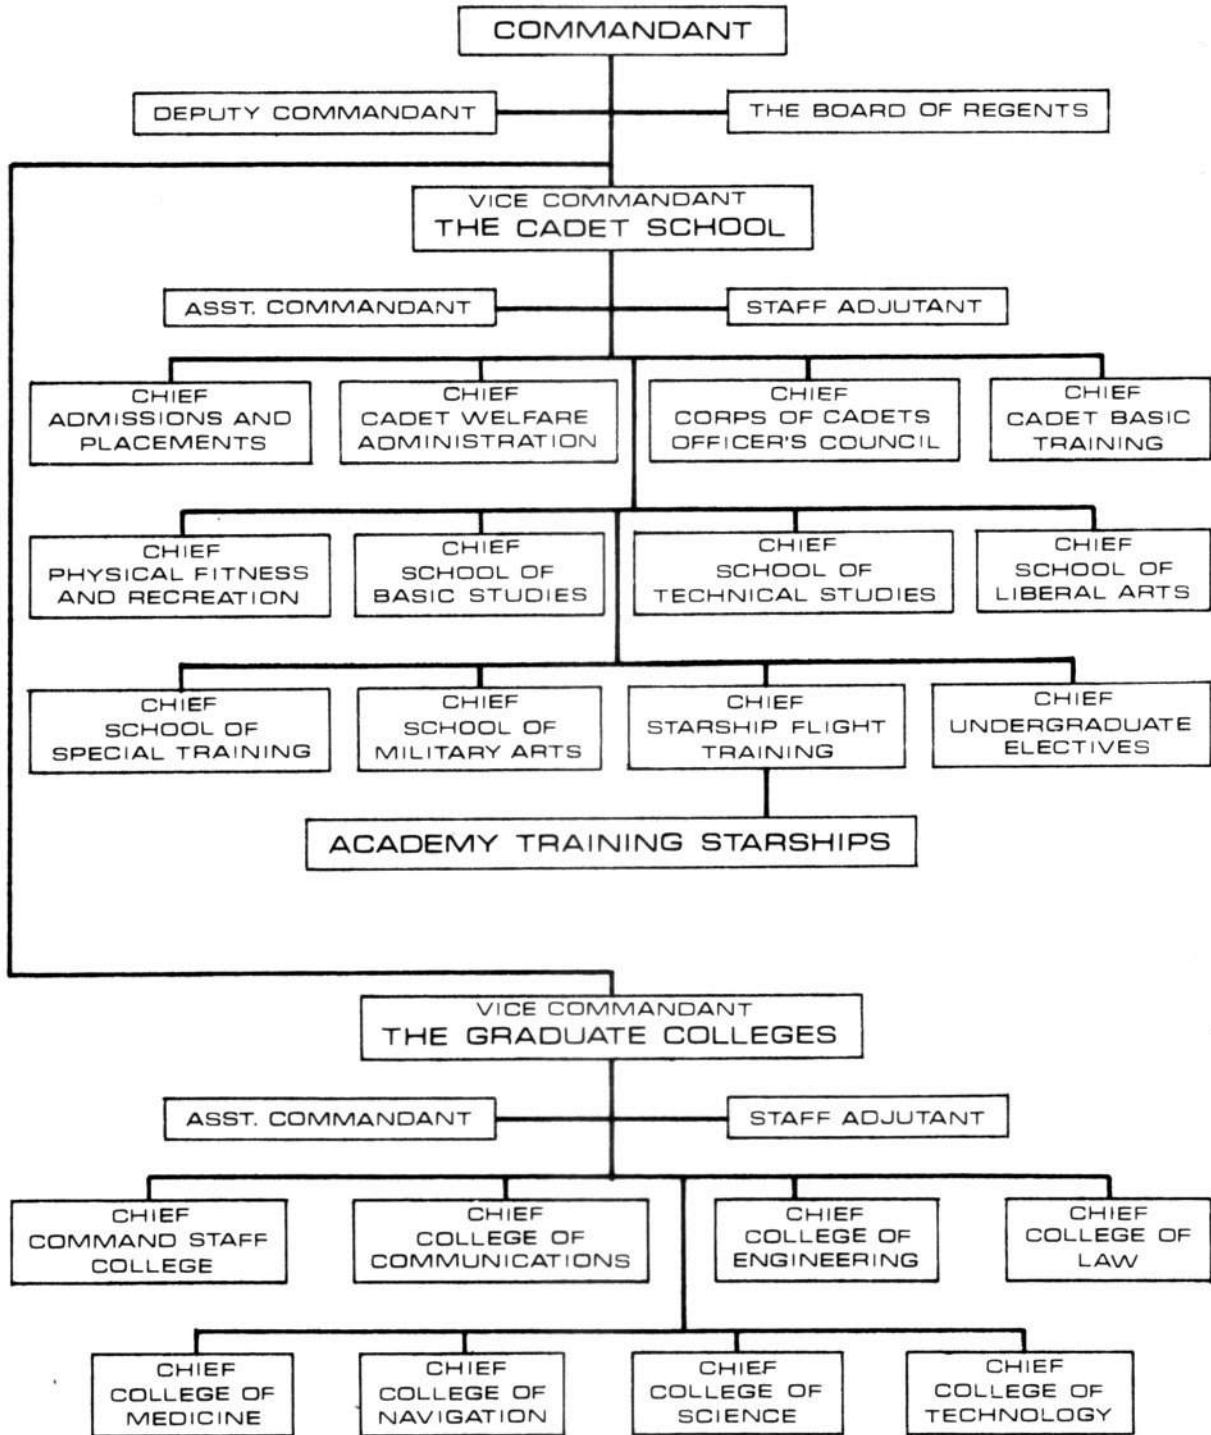 COMMANDANT
DEPUTY COMMANDANT
THE BOARD OF REGENTS
VICE COMMANDANT
THE CADET SCHOOL
ASST. COMMANDANT
STAFF ADJUTANT
CHIEF
ADMISSIONS AND
PLACEMENTS
CHIEF
CADET WELFARE
ADMINISTRATION
CHIEF
CORPS OF CADETS
OFFICER'S COUNCIL
CHIEF
CADET BASIC
TRAINING
CHIEF
PHYSICAL FITNESS
AND RECREATION
CHIEF
SCHOOL OF
BASIC STUDIES
CHIEF
SCHOOL OF
TECHNICAL STUDIES
CHIEF
SCHOOL OF
LIBERAL ARTS
CHIEF
SCHOOL OF
SPECIAL TRAINING
CHIEF
SCHOOL OF
MILITARY ARTS
CHIEF
STARSHIP FLIGHT
TRAINING
CHIEF
UNDERGRADUATE
ELECTIVES
ACADEMY TRAINING STARSHIPS
VICE COMMANDANT
THE GRADUATE COLLEGES
ASST. COMMANDANT
STAFF ADJUTANT
CHIEF
COMMAND STAFF
COLLEGE
CHIEF
COLLEGE OF
COMMUNICATIONS
CHIEF
COLLEGE OF
ENGINEERING
CHIEF
COLLEGE OF
LAW
CHIEF
COLLEGE OF
MEDICINE
CHIEF
COLLEGE OF
NAVIGATION
CHIEF
COLLEGE OF
SCIENCE
CHIEF
COLLEGE OF
TECHNOLOGY